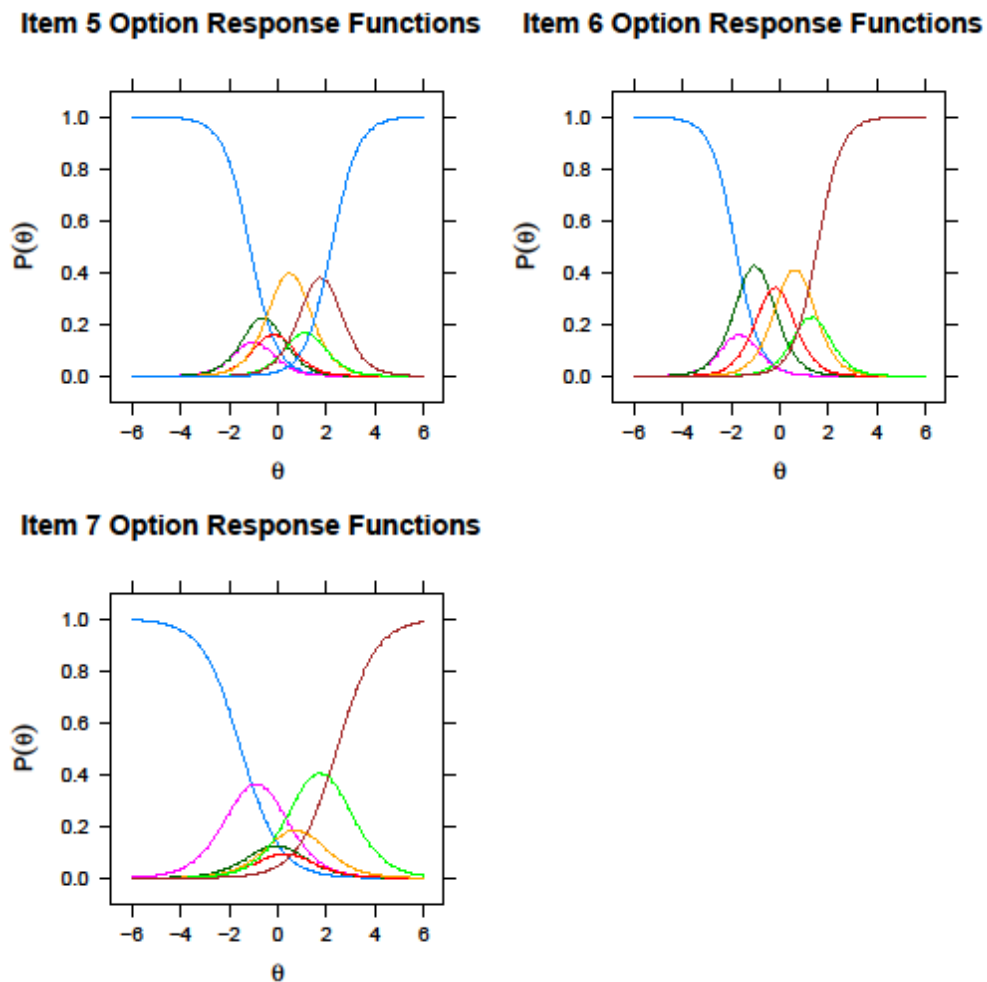 Item 5 Option Response Functions
1.0
0.8
0.6
0.4
0.2
0.0
P(θ)
−6 −4 −2 0 2 4 6
θ
Item 6 Option Response Functions
1.0
0.8
0.6
0.4
0.2
0.0
P(θ)
−6 −4 −2 0 2 4 6
θ
Item 7 Option Response Functions
1.0
0.8
0.6
0.4
0.2
0.0
P(θ)
−6 −4 −2 0 2 4 6
θ